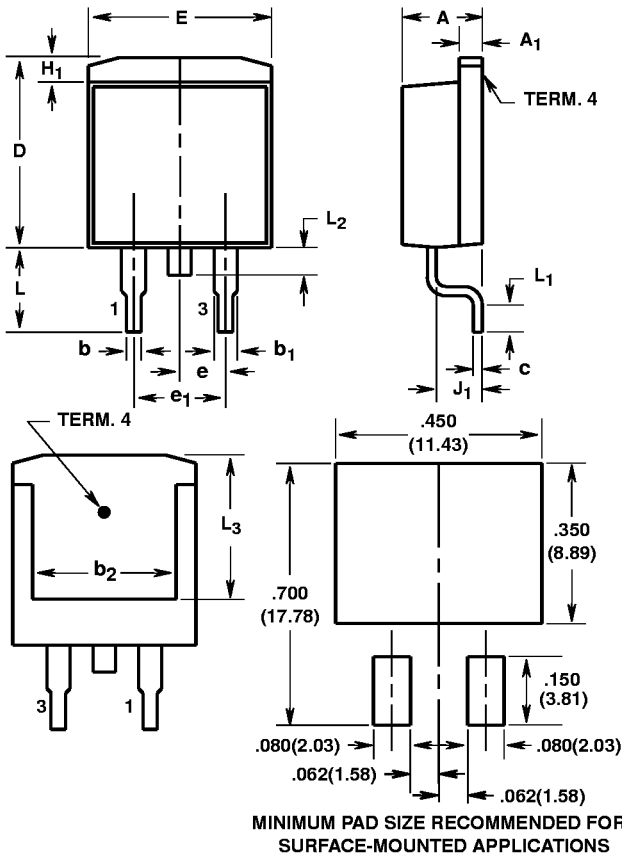 E
H1
D
L2
L
1
3
b
b1
e
e1
A
A1
TERM. 4
L1
c
J1
TERM. 4
L3
b2
3
1
.450
(11.43)
.350
(8.89)
.700
(17.78)
.150
(3.81)
.080(2.03)
.080(2.03)
.062(1.58)
.062(1.58)
MINIMUM PAD SIZE RECOMMENDED FOR
SURFACE-MOUNTED APPLICATIONS